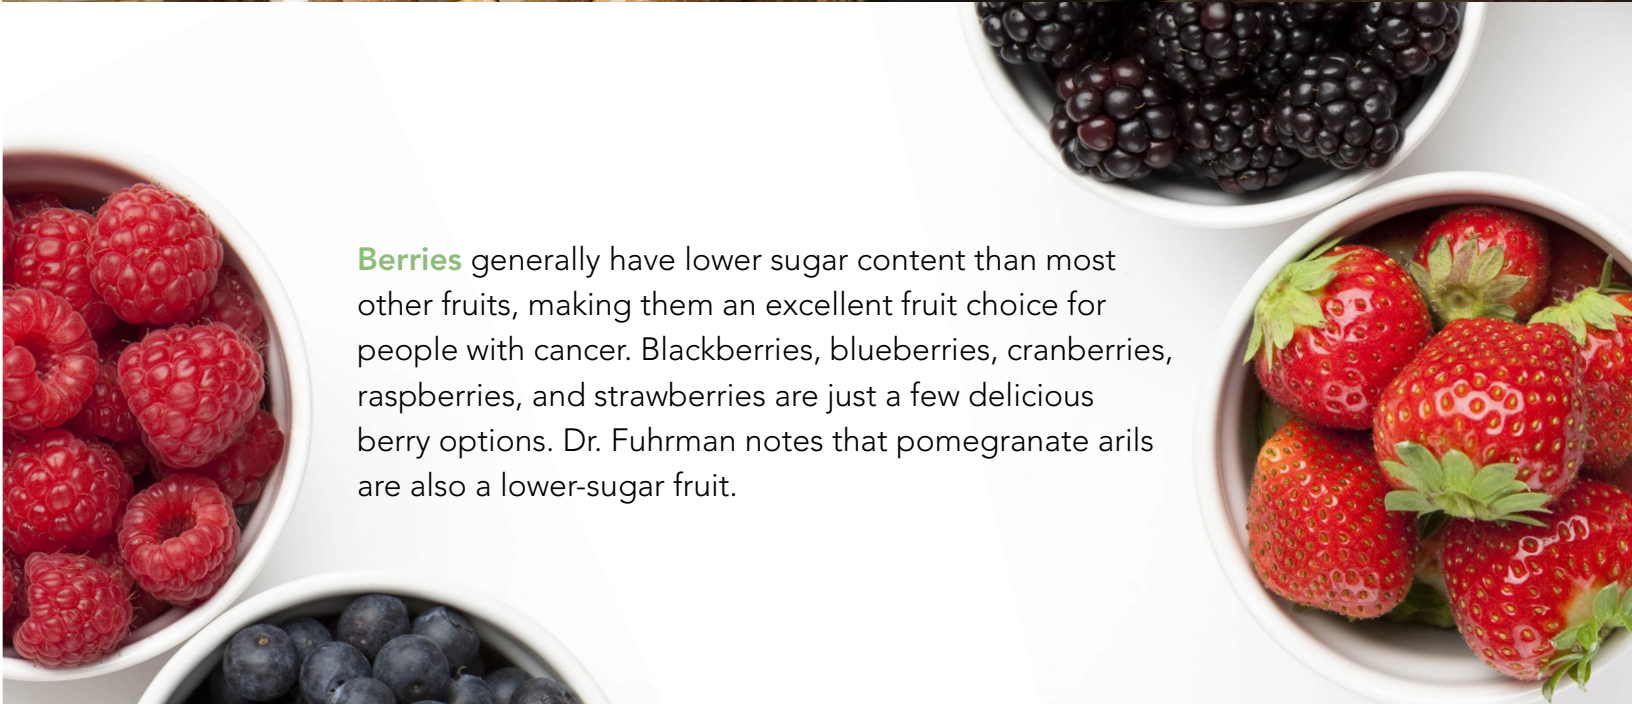 Berries generally have lower sugar content than most
other fruits, making them an excellent fruit choice for
people with cancer. Blackberries, blueberries, cranberries,
raspberries, and strawberries are just a few delicious
berry options. Dr. Fuhrman notes that pomegranate arils
are also a lower-sugar fruit.